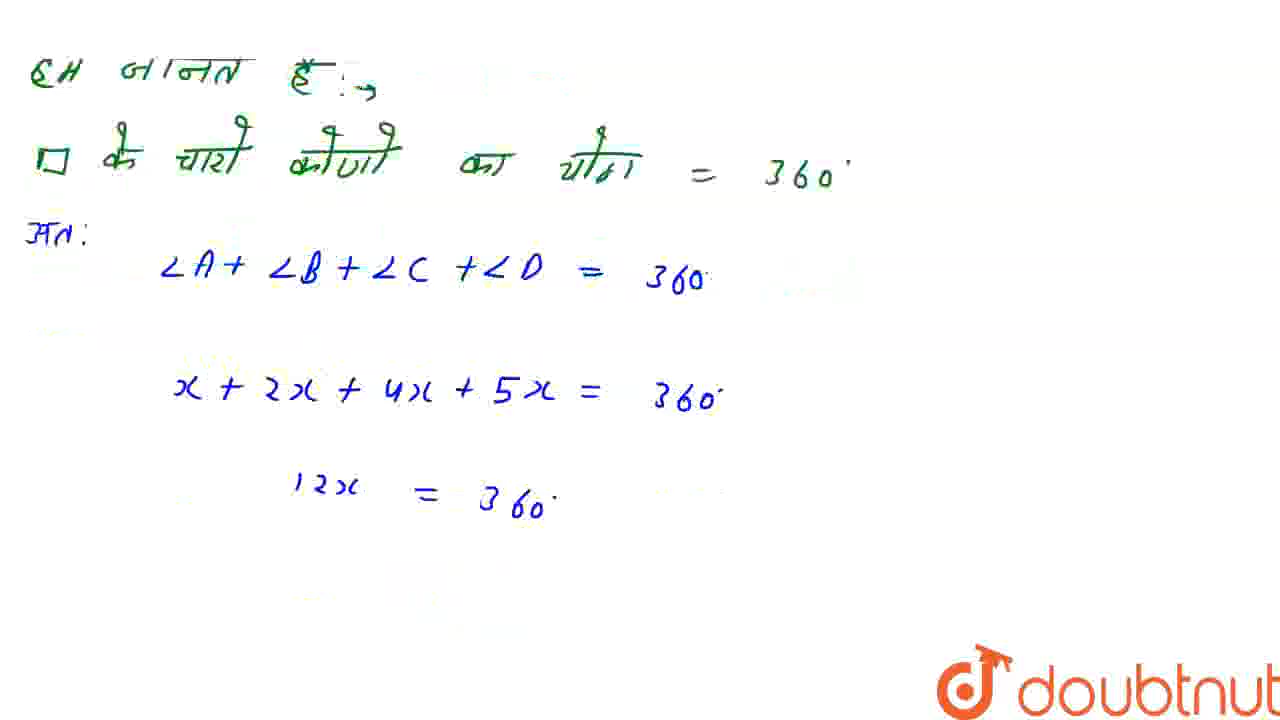 हम जानते हैं :→
□ के चारो कोणो का योग = 360°
अत:
∠A + ∠B + ∠C + ∠D = 360°
x + 2x + 4x + 5x = 360°
12x = 360°
doubtnut